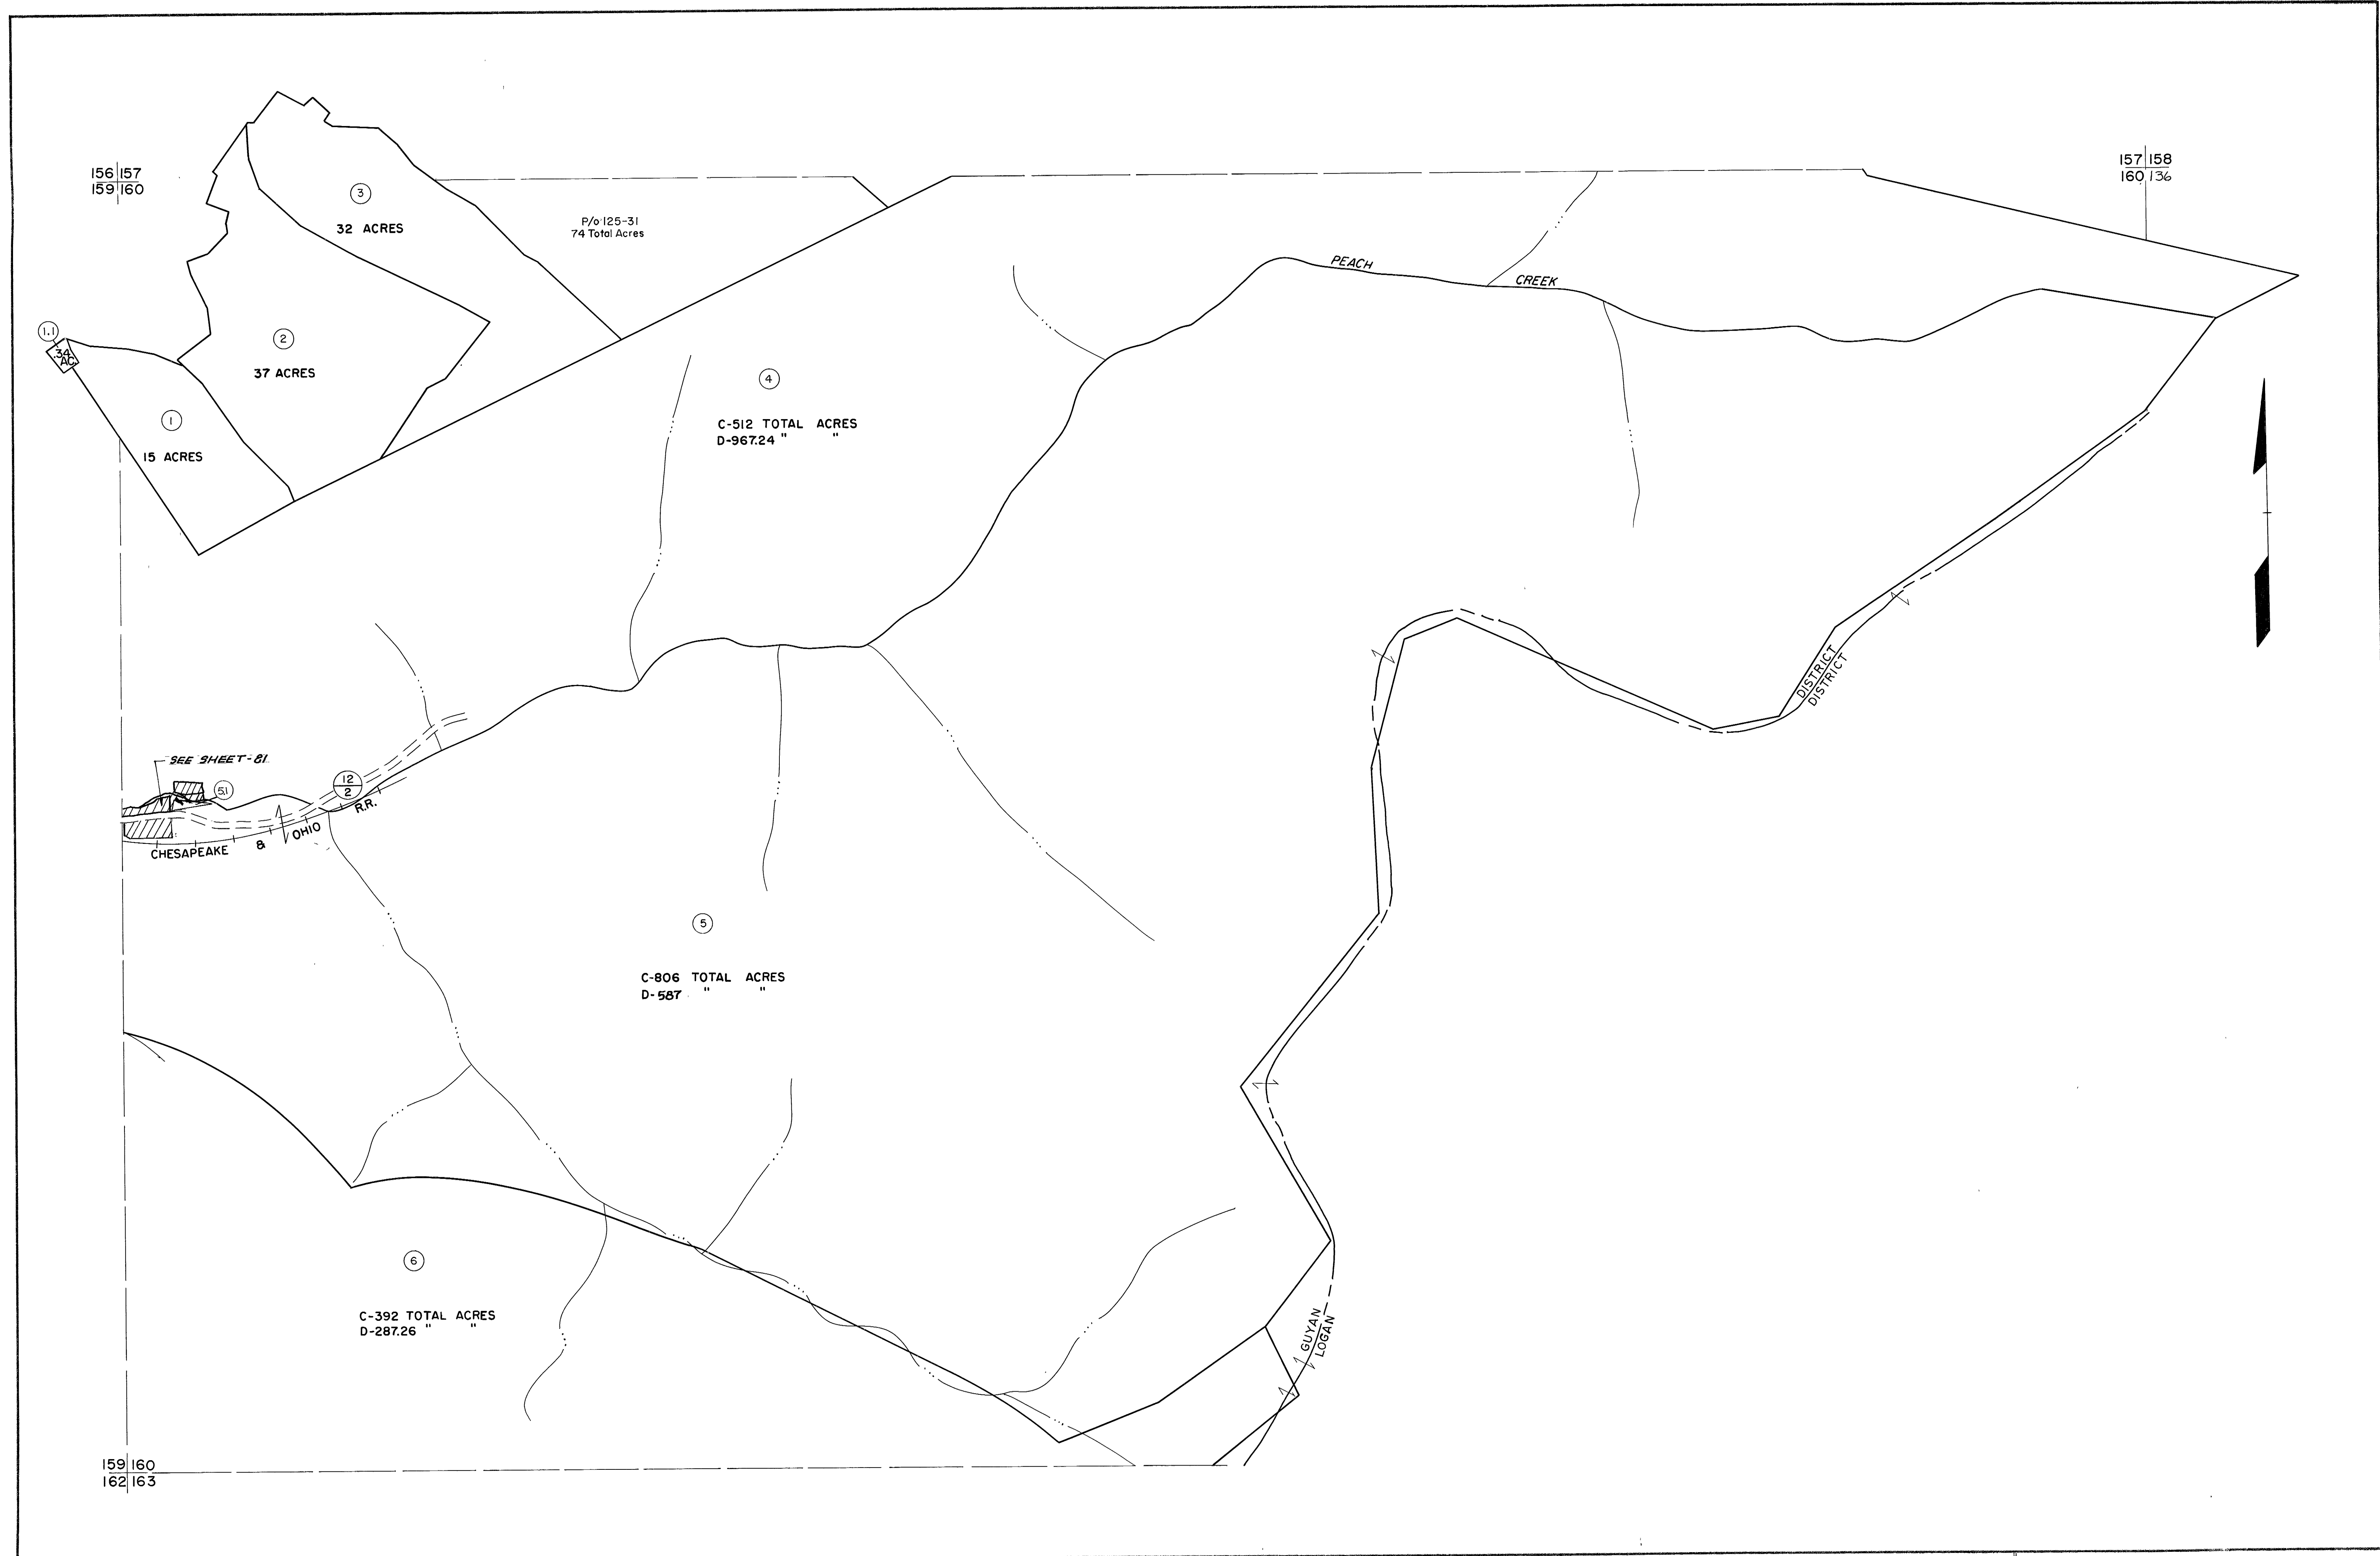 156 157
159 160
157 158
160 136
3
32 ACRES
P/o 125-31
74 Total Acres
PEACH
CREEK
1.1
.34
AC.
2
37 ACRES
4
C-512 TOTAL ACRES
D-967.24 " "
1
15 ACRES
DISTRICT
DISTRICT
SEE SHEET-81
5.1
12
2
CHESAPEAKE & OHIO R.R.
5
C-806 TOTAL ACRES
D-587 " "
6
C-392 TOTAL ACRES
D-287.26 " "
GUYAN
LOGAN
159 160
162 163